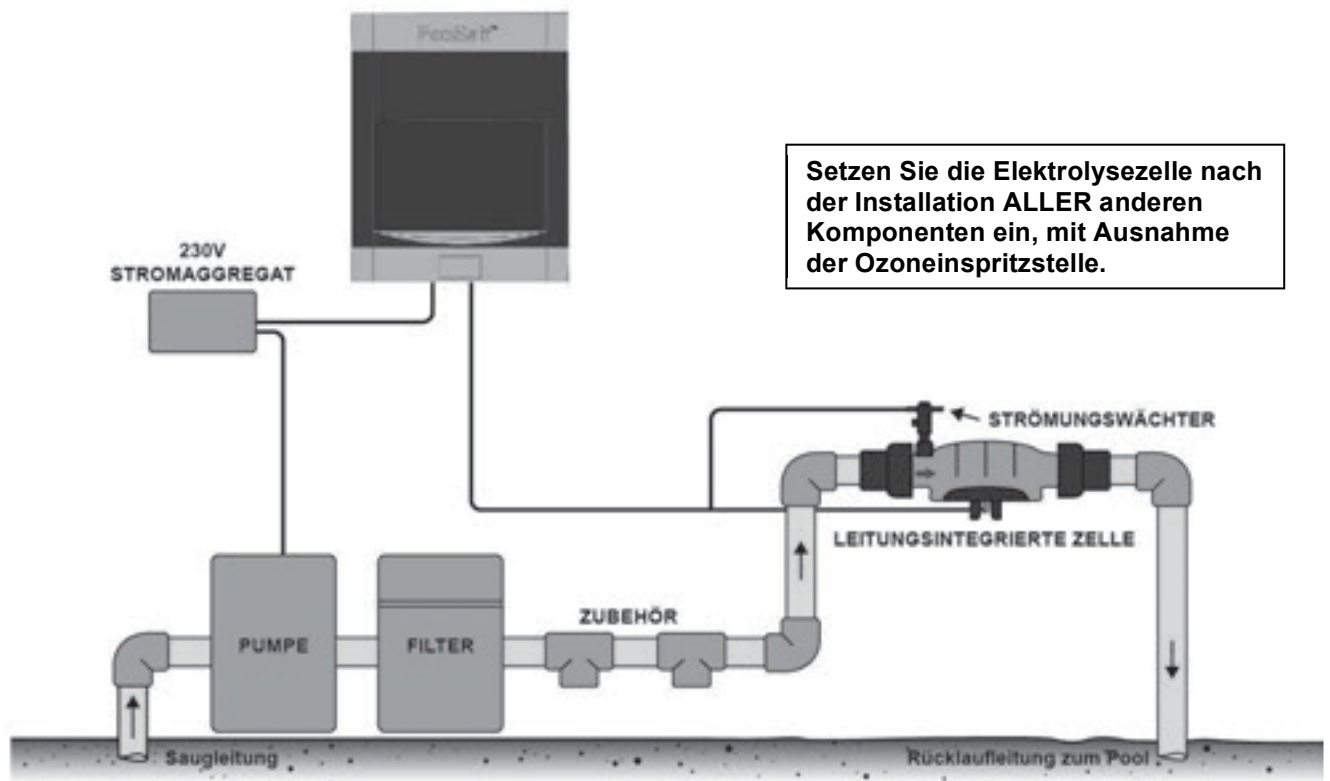 Setzen Sie die Elektrolysezelle nach
der Installation ALLER anderen
Komponenten ein, mit Ausnahme
der Ozoneinspritzstelle.
230V
STROMAGGREGAT
STRÖMUNGSWÄCHTER
LEITUNGSINTEGRIERTE ZELLE
ZUBEHÖR
PUMPE
FILTER
Saugleitung
Rücklaufleitung zum Pool